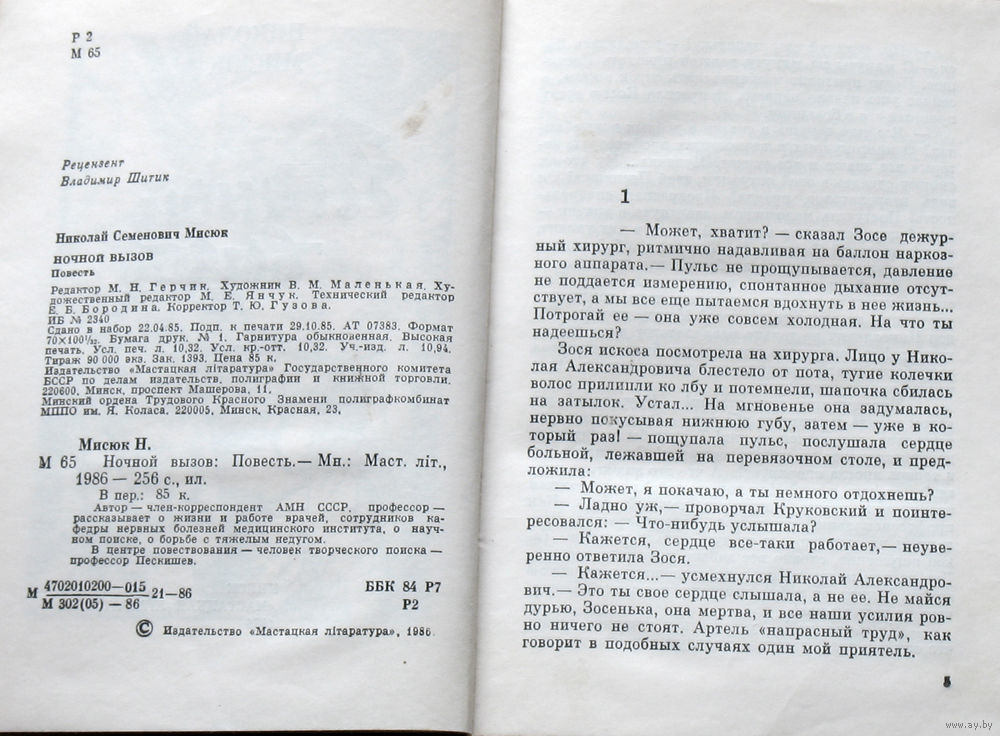 Р 2
М 65
Рецензент
Владимир Шитик
Николай Семенович Мисюк
НОЧНОЙ ВЫЗОВ
Повесть
Редактор М. Н. Герчик. Художник В. М. Маленькая. Ху-
дожественный редактор М. Е. Янчук. Технический редактор
Е. Б. Бородина. Корректор Т. Ю. Гузова.
ИБ № 2340
Сдано в набор 22.04.85. Подп. к печати 29.10.85. АТ 07383. Формат
70×100¹/₃₂. Бумага друк. № 1. Гарнитура обыкновенная. Высокая
печать. Усл. печ. л. 10,32. Усл. кр.-отт. 10,32. Уч.-изд. л. 10,94.
Тираж 90 000 экз. Зак. 1393. Цена 85 к.
Издательство «Мастацкая літаратура» Государственного комитета
БССР по делам издательств, полиграфии и книжной торговли.
220600, Минск, проспект Машерова, 11.
Минский ордена Трудового Красного Знамени полиграфкомбинат
МППО им. Я. Коласа. 220005, Минск, Красная, 23.
Мисюк Н.
М 65 Ночной вызов: Повесть.— Мн.: Маст. літ.,
1986 — 256 с., ил.
В пер.: 85 к.
Автор — член-корреспондент АМН СССР, профессор —
рассказывает о жизни и работе врачей, сотрудников ка-
федры нервных болезней медицинского института, о науч-
ном поиске, о борьбе с тяжелым недугом.
В центре повествования — человек творческого поиска —
профессор Пескишев.
М 4702010200—015 21—86
М 302(05) — 86
ББК 84 Р7
Р2
© Издательство «Мастацкая літаратура», 1986.
1
— Может, хватит? — сказал Зосе дежур-
ный хирург, ритмично надавливая на баллон наркоз-
ного аппарата.— Пульс не прощупывается, давление
не поддается измерению, спонтанное дыхание отсут-
ствует, а мы все еще пытаемся вдохнуть в нее жизнь...
Потрогай ее — она уже совсем холодная. На что ты
надеешься?
Зося искоса посмотрела на хирурга. Лицо у Нико-
лая Александровича блестело от пота, тугие колечки
волос прилипли ко лбу и потемнели, шапочка сбилась
на затылок. Устал... На мгновенье она задумалась,
нервно покусывая нижнюю губу, затем — уже в ко-
торый раз! — пощупала пульс, послушала сердце
больной, лежавшей на перевязочном столе, и пред-
ложила:
— Может, я покачаю, а ты немного отдохнешь?
— Ладно уж,— проворчал Круковский и поинте-
ресовался: — Что-нибудь услышала?
— Кажется, сердце все-таки работает,— неуве-
ренно ответила Зося.
— Кажется...— усмехнулся Николай Александро-
вич.— Это ты свое сердце слышала, а не ее. Не майся
дурью, Зосенька, она мертва, и все наши усилия ров-
но ничего не стоят. Артель «напрасный труд», как
говорит в подобных случаях один мой приятель.
5
www.ay.by